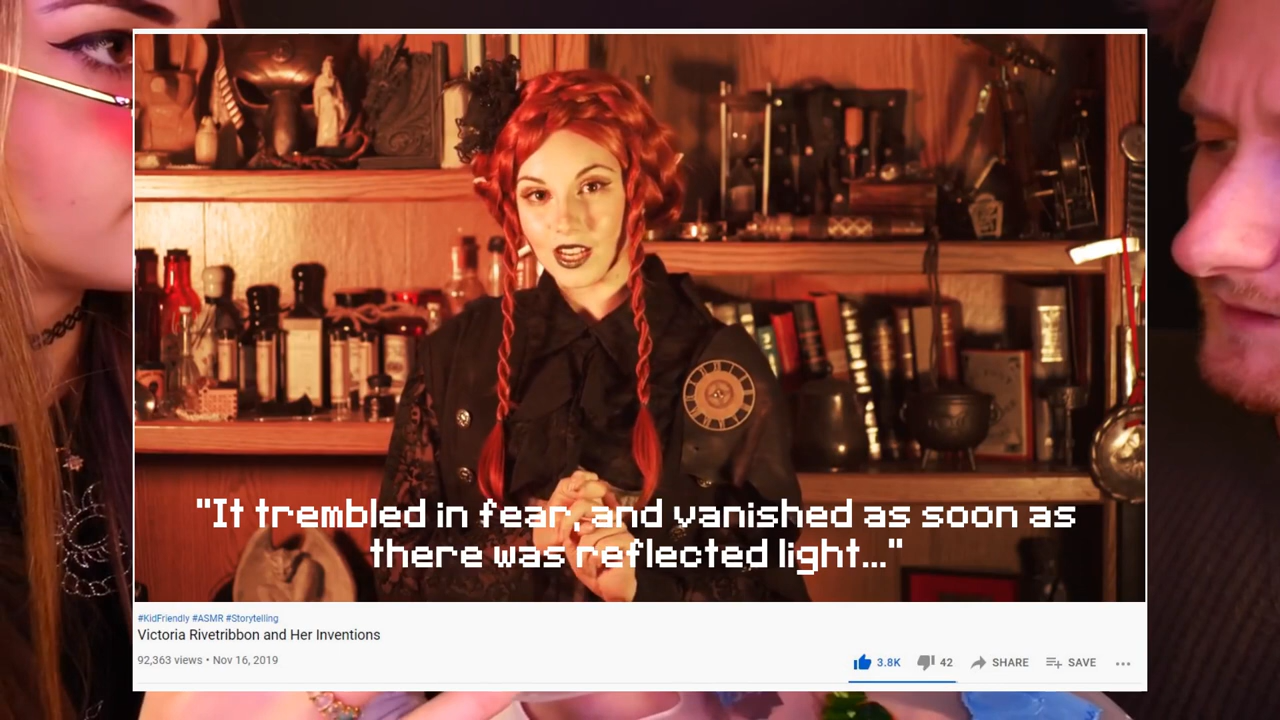 "It trembled in fear, and vanished as soon as
there was reflected light..."
#KidFriendly #ASMR #Storytelling
Victoria Rivetribbon and Her Inventions
92,363 views • Nov 16, 2019
3.8K 42 SHARE SAVE